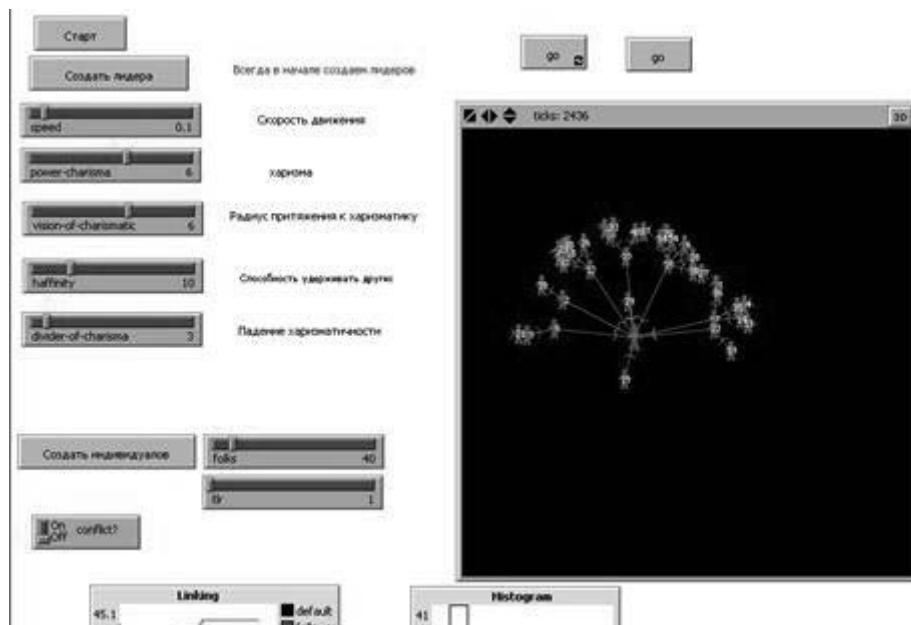 Старт
go
go
Создать лидера
Всегда в начале создаем лидеров
speed 0.1
Скорость движения
ticks: 2436
3D
power-charisma 6
харизма
vision-of-charismatic 6
Радиус притяжения к харизматику
haffinity 10
Способность удерживать других
divider-of-charisma 3
Падение харизматичности
Создать индивидуалов
folks 40
1
On
Off
conflict?
Linking
45.1
default
Histogram
41